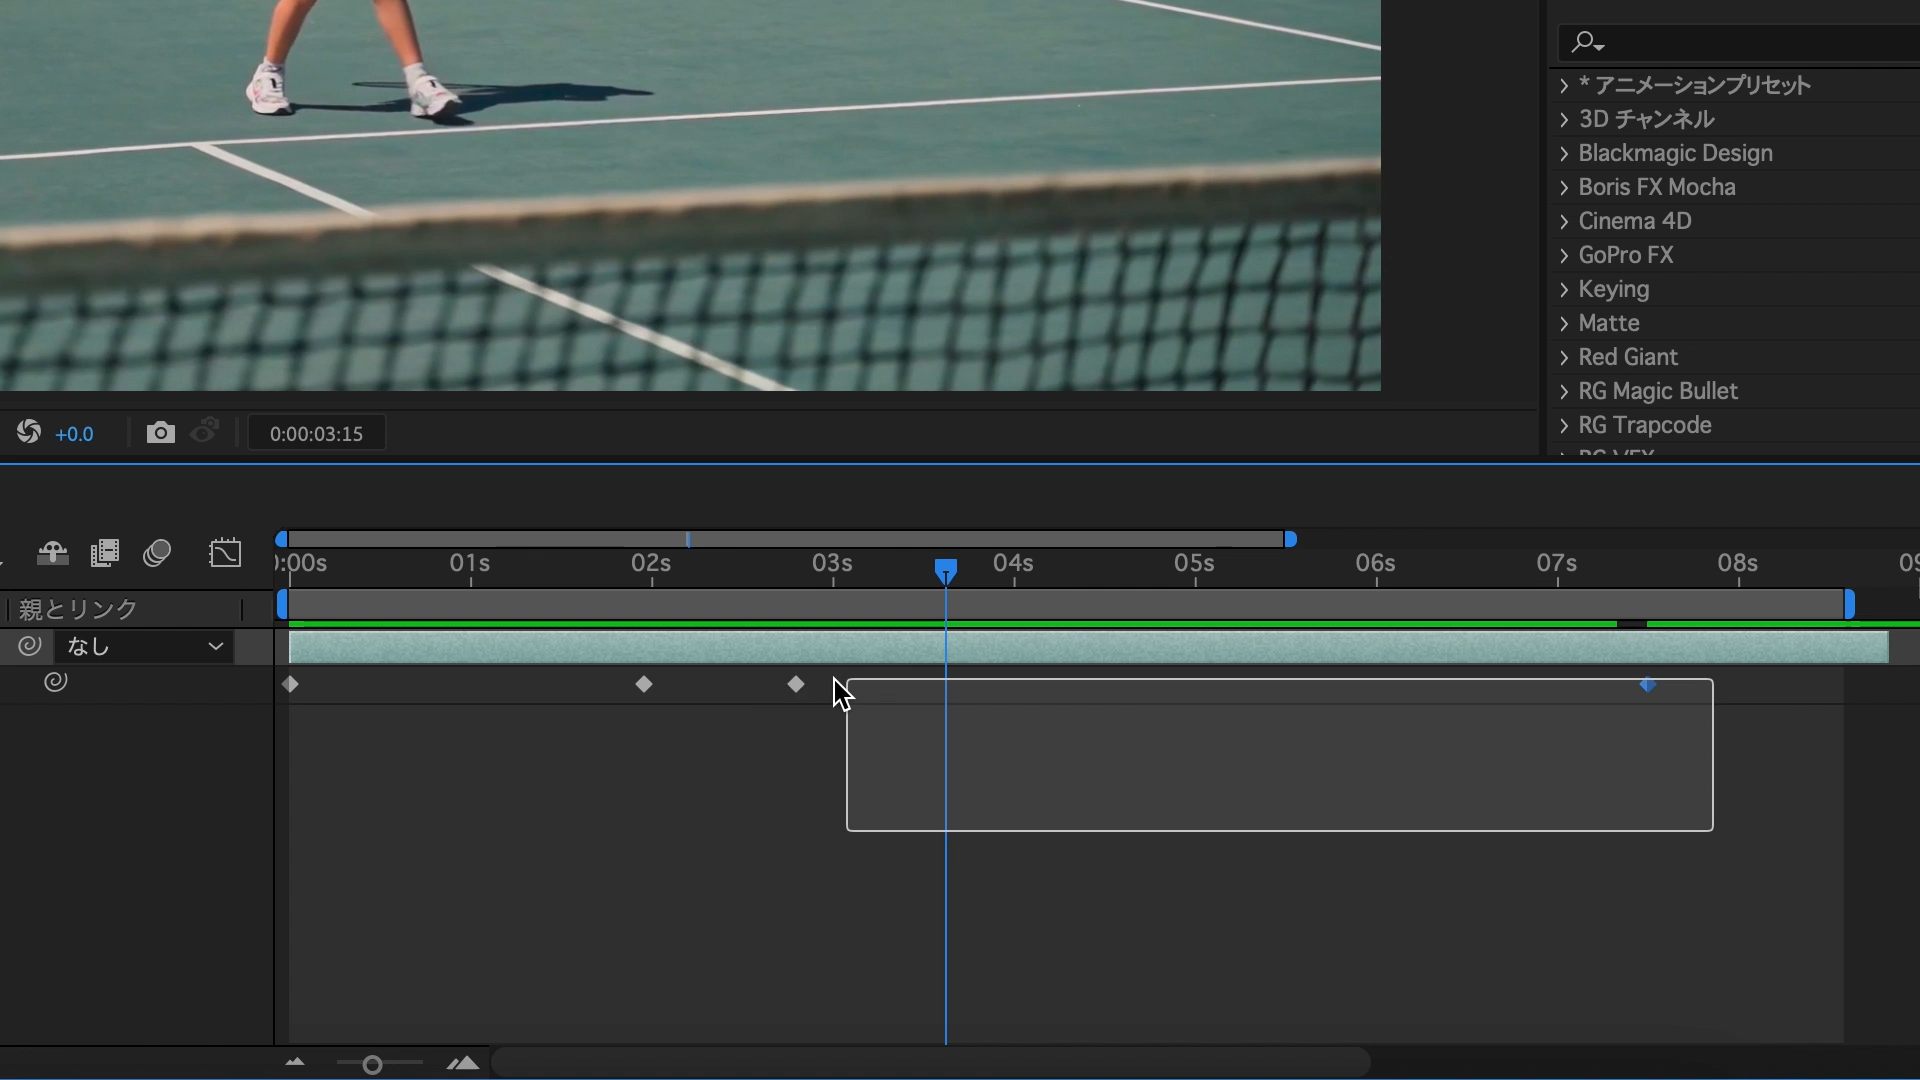 * アニメーションプリセット
3D チャンネル
Blackmagic Design
Boris FX Mocha
Cinema 4D
GoPro FX
Keying
Matte
Red Giant
RG Magic Bullet
RG Trapcode
RG VFX
+0.0
0:00:03:15
):00s 01s 02s 03s 04s 05s 06s 07s 08s 09
親とリンク
なし